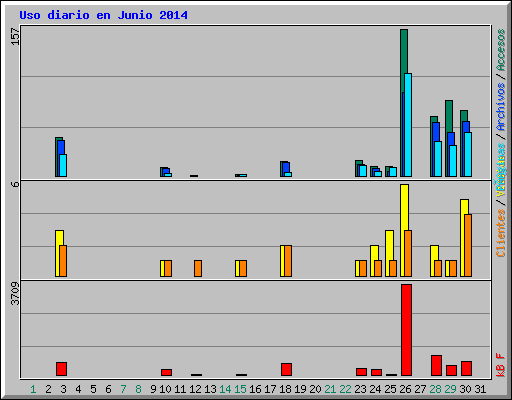 Uso diario en Junio 2014
157
6
3709
Accesos
/
Archivos
/
/
Clientes
kB F
1 2 3 4 5 6 7 8 9 10 11 12 13 14 15 16 17 18 19 20 21 22 23 24 25 26 27 28 29 30 31